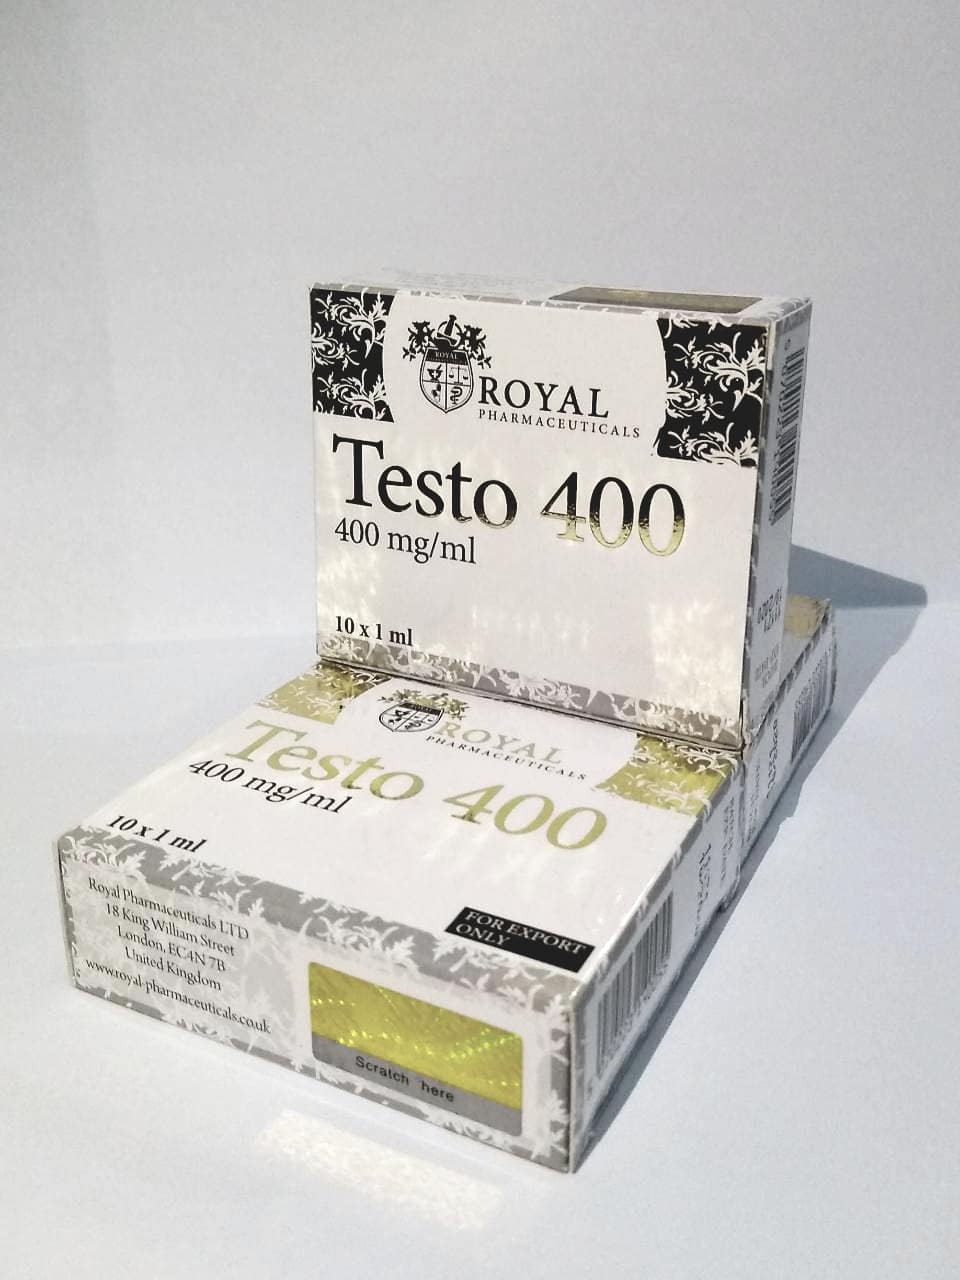 ROYAL
ROYAL
PHARMACEUTICALS
Testo 400
400 mg/ml
10 x 1 ml
ROYAL
PHARMACEUTICALS
Testo 400
400 mg/ml
10 x 1 ml
FOR EXPORT
ONLY
Royal Pharmaceuticals LTD
18 King William Street
London, EC4N 7B
United Kingdom
www.royal-pharmaceuticals.co.uk
Scratch here